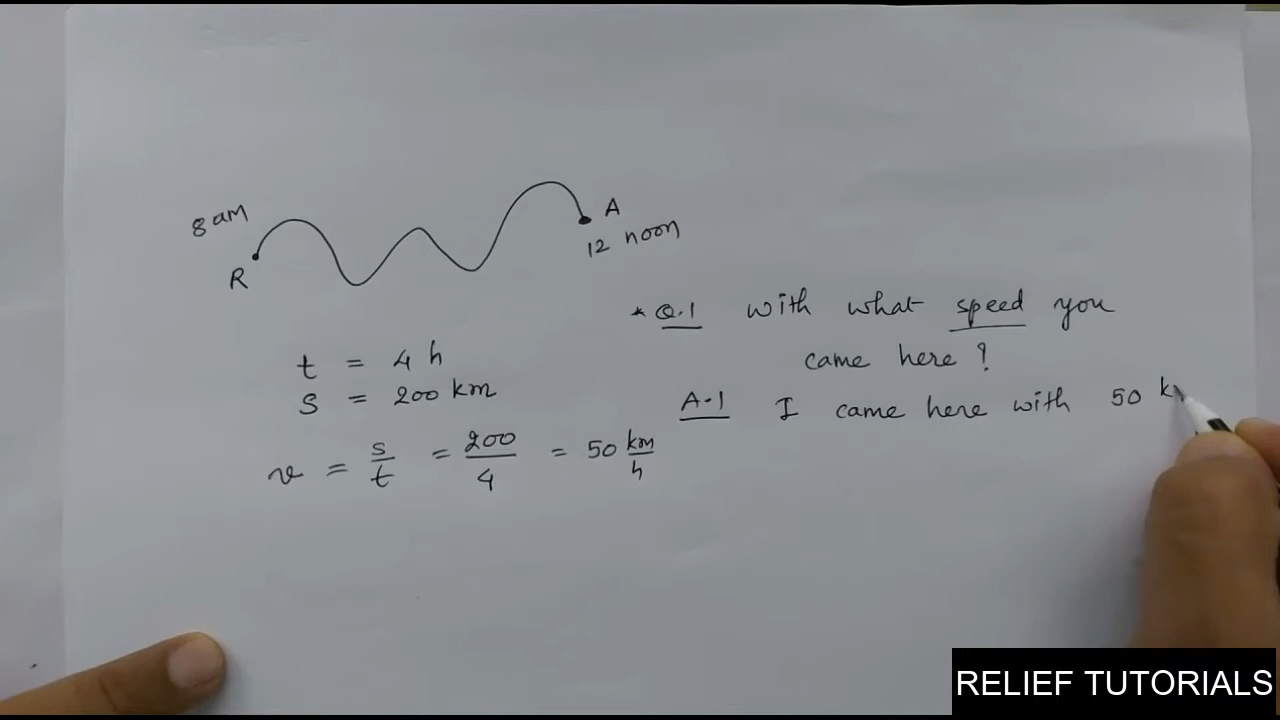 8 am
R
A
12 noon
* Q.1 With what speed you
came here?
t = 4 h
S = 200 km
A.1 I came here with 50 k
v = s/t = 200/4 = 50 km/h
RELIEF TUTORIALS